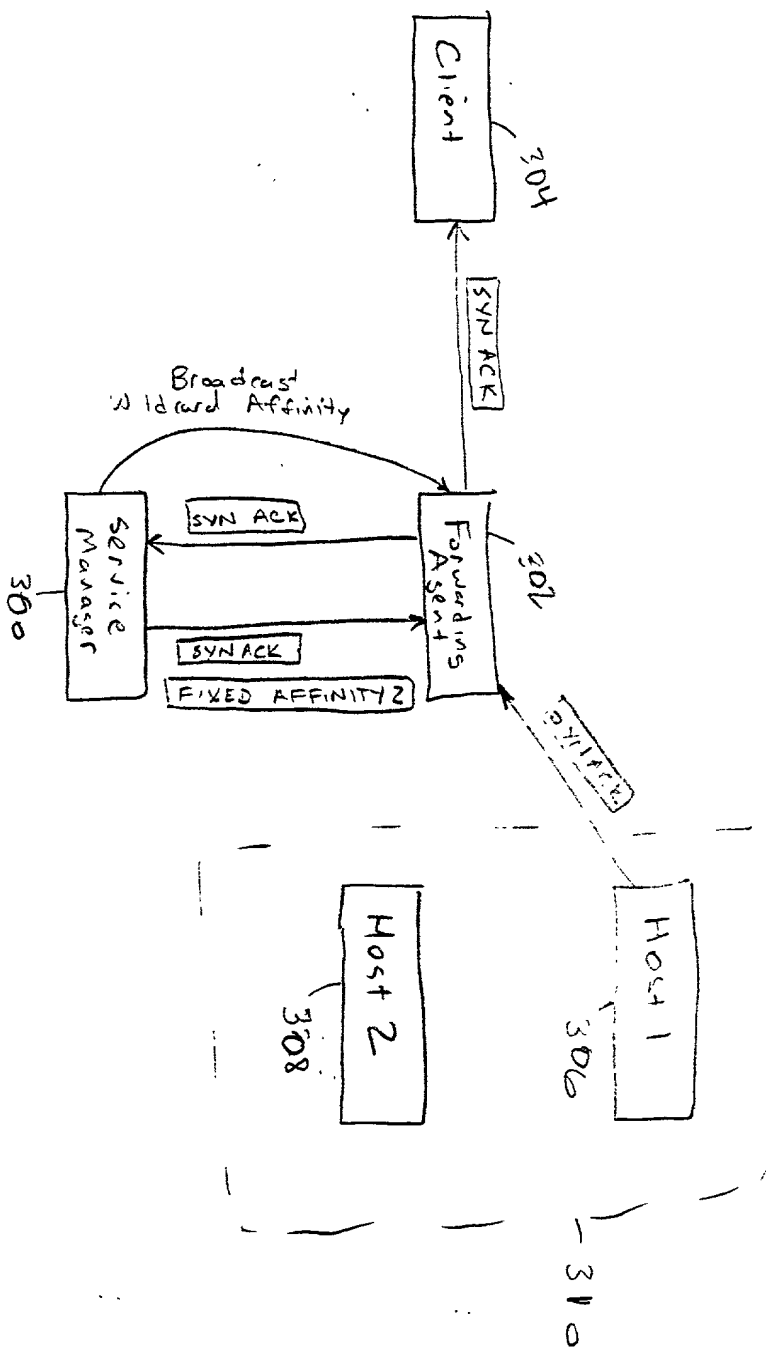 Client
304
SYN ACK
Broadcast
Wildcard Affinity
Service
Manager
300
SYN ACK
SYN ACK
FIXED AFFINITY 2
Forwarding
Agent
302
Host 1
306
Host 2
308
310